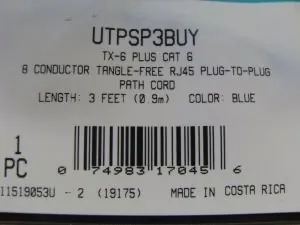 UTPSP3BUY
TX-6 PLUS CAT 6
8 CONDUCTOR TANGLE-FREE RJ45 PLUG-TO-PLUG
PATH CORD
LENGTH: 3 FEET (0.9m) COLOR: BLUE
1
PC
0 74983 17045 6
11519053U - 2 (19175) MADE IN COSTA RICA